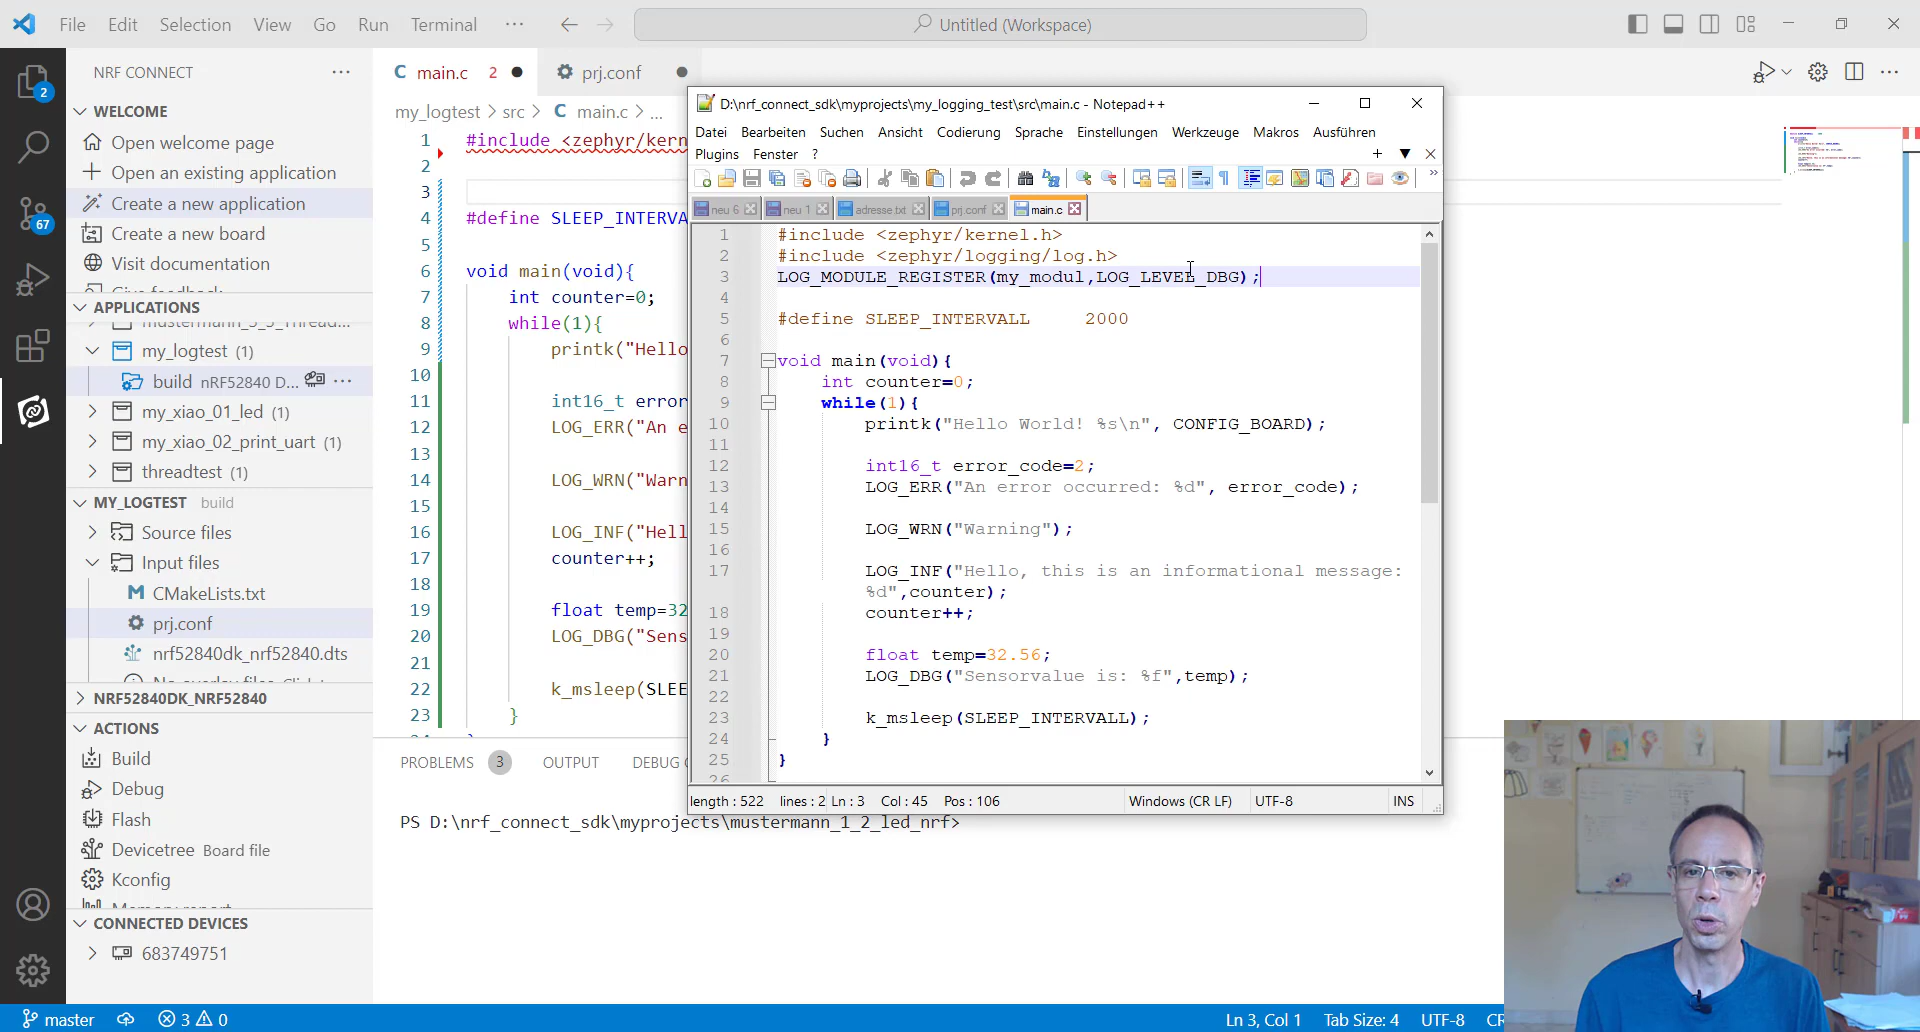 File Edit Selection View Go Run Terminal ··· Untitled (Workspace)
NRF CONNECT ···
WELCOME
Open welcome page
Open an existing application
Create a new application
Create a new board
Visit documentation
APPLICATIONS
my_logtest (1)
build nRF52840 D... ···
my_xiao_01_led (1)
my_xiao_02_print_uart (1)
threadtest (1)
MY_LOGTEST build
Source files
Input files
CMakeLists.txt
prj.conf
nrf52840dk_nrf52840.dts
NRF52840DK_NRF52840
ACTIONS
Build
Debug
Flash
Devicetree Board file
Kconfig
CONNECTED DEVICES
683749751
2
67
C main.c 2 prj.conf
my_logtest > src > C main.c > ...
1 #include <zephyr/kern
2
3
4 #define SLEEP_INTERVA
5
6 void main(void){
7 int counter=0;
8 while(1){
9 printk("Hello
10
11 int16_t error
12 LOG_ERR("An e
13
14 LOG_WRN("Warn
15
16 LOG_INF("Hell
17 counter++;
18
19 float temp=32
20 LOG_DBG("Sens
21
22 k_msleep(SLEE
23 }
PROBLEMS 3 OUTPUT DEBUG
PS D:\nrf_connect_sdk\myprojects\mustermann_1_2_led_nrf>
D:\nrf_connect_sdk\myprojects\my_logging_test\src\main.c - Notepad++
Datei Bearbeiten Suchen Ansicht Codierung Sprache Einstellungen Werkzeuge Makros Ausführen
Plugins Fenster ?
neu 6 neu 1 adresse.txt prj.conf main.c
1 #include <zephyr/kernel.h>
2 #include <zephyr/logging/log.h>
3 LOG_MODULE_REGISTER(my_modul,LOG_LEVEL_DBG);
4
5 #define SLEEP_INTERVALL 2000
6
7 void main(void){
8 int counter=0;
9 while(1){
10 printk("Hello World! %s\n", CONFIG_BOARD);
11
12 int16_t error_code=2;
13 LOG_ERR("An error occurred: %d", error_code);
14
15 LOG_WRN("Warning");
16
17 LOG_INF("Hello, this is an informational message:
%d",counter);
18 counter++;
19
20 float temp=32.56;
21 LOG_DBG("Sensorvalue is: %f",temp);
22
23 k_msleep(SLEEP_INTERVALL);
24 }
25 }
26
length : 522 lines : 2 Ln : 3 Col : 45 Pos : 106 Windows (CR LF) UTF-8 INS
master 3 0 Ln 3, Col 1 Tab Size: 4 UTF-8 CR